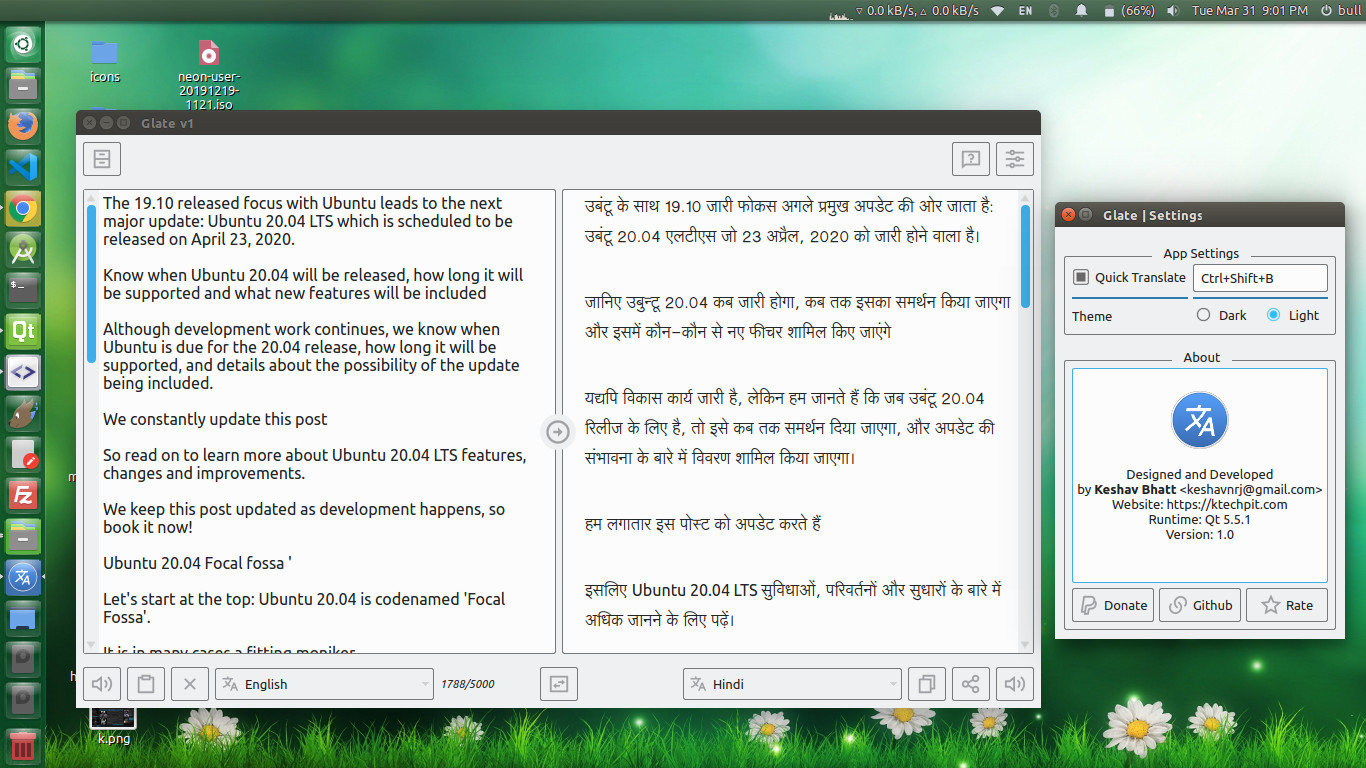 0.0 kB/s, 0.0 kB/s EN (66%) Tue Mar 31 9:01 PM bull
icons
neon-user-
20191219-
1121.iso
Glate v1
The 19.10 released focus with Ubuntu leads to the next
major update: Ubuntu 20.04 LTS which is scheduled to be
released on April 23, 2020.
Know when Ubuntu 20.04 will be released, how long it will
be supported and what new features will be included
Although development work continues, we know when
Ubuntu is due for the 20.04 release, how long it will be
supported, and details about the possibility of the update
being included.
We constantly update this post
So read on to learn more about Ubuntu 20.04 LTS features,
changes and improvements.
We keep this post updated as development happens, so
book it now!
Ubuntu 20.04 Focal fossa '
Let's start at the top: Ubuntu 20.04 is codenamed 'Focal
Fossa'.
It is in many cases a fitting moniker
उबंटू के साथ 19.10 जारी फोकस अगले प्रमुख अपडेट की ओर जाता है:
उबंटू 20.04 एलटीएस जो 23 अप्रैल, 2020 को जारी होने वाला है।
जानिए उबुन्टू 20.04 कब जारी होगा, कब तक इसका समर्थन किया जाएगा
और इसमें कौन-कौन से नए फीचर शामिल किए जाएंगे
यद्यपि विकास कार्य जारी है, लेकिन हम जानते हैं कि जब उबंटू 20.04
रिलीज के लिए है, तो इसे कब तक समर्थन दिया जाएगा, और अपडेट की
संभावना के बारे में विवरण शामिल किया जाएगा।
हम लगातार इस पोस्ट को अपडेट करते हैं
इसलिए Ubuntu 20.04 LTS सुविधाओं, परिवर्तनों और सुधारों के बारे में
अधिक जानने के लिए पढ़ें।
English
1788/5000
Hindi
Glate | Settings
App Settings
Quick Translate Ctrl+Shift+B
Theme Dark Light
About
Designed and Developed
by Keshav Bhatt <keshavnrj@gmail.com>
Website: https://ktechpit.com
Runtime: Qt 5.5.1
Version: 1.0
Donate Github Rate
k.png